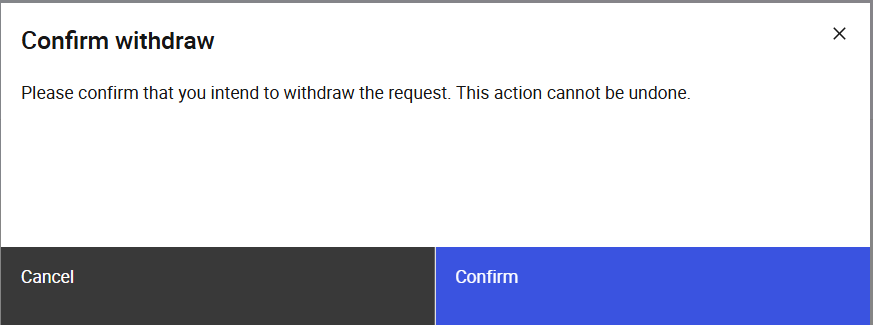 Confirm withdraw
Please confirm that you intend to withdraw the request. This action cannot be undone.
Cancel
Confirm